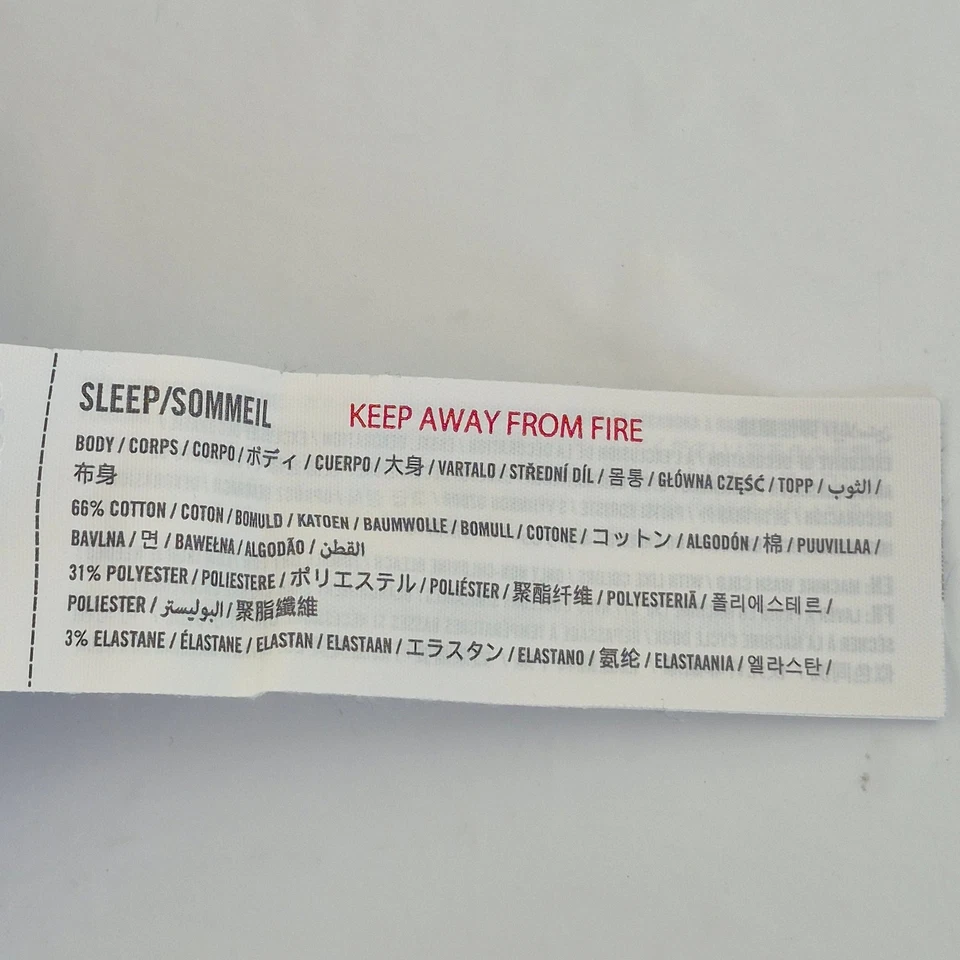 SLEEP/SOMMEIL KEEP AWAY FROM FIRE
BODY / CORPS / CORPO / ボディ / CUERPO / 大身 / VARTALO / STŘEDNÍ DÍL / 몸통 / GŁÓWNA CZĘŚĆ / TOPP / الثوب /
布身
66% COTTON / COTON / BOMULD / KATOEN / BAUMWOLLE / BOMULL / COTONE / コットン / ALGODÓN / 棉 / PUUVILLAA /
BAVLNA / 면 / BAWEŁNA / ALGODÃO / القطن
31% POLYESTER / POLIESTERE / ポリエステル / POLIÉSTER / 聚酯纤维 / POLYESTERIÄ / 폴리에스테르 /
POLIESTER / البوليستر / 聚脂纖維
3% ELASTANE / ÉLASTANE / ELASTAN / ELASTAAN / エラスタン / ELASTANO / 氨纶 / ELASTAANIA / 엘라스탄 /